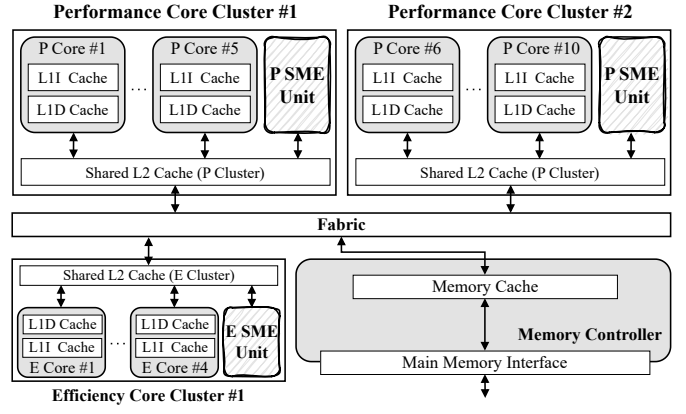 Performance Core Cluster #1
P Core #1
L1I Cache
L1D Cache
...
P Core #5
L1I Cache
L1D Cache
P SME
Unit
Shared L2 Cache (P Cluster)
Performance Core Cluster #2
P Core #6
L1I Cache
L1D Cache
...
P Core #10
L1I Cache
L1D Cache
P SME
Unit
Shared L2 Cache (P Cluster)
Fabric
Shared L2 Cache (E Cluster)
L1D Cache
L1I Cache
E Core #1
...
L1D Cache
L1I Cache
E Core #4
E SME
Unit
Efficiency Core Cluster #1
Memory Cache
Memory Controller
Main Memory Interface